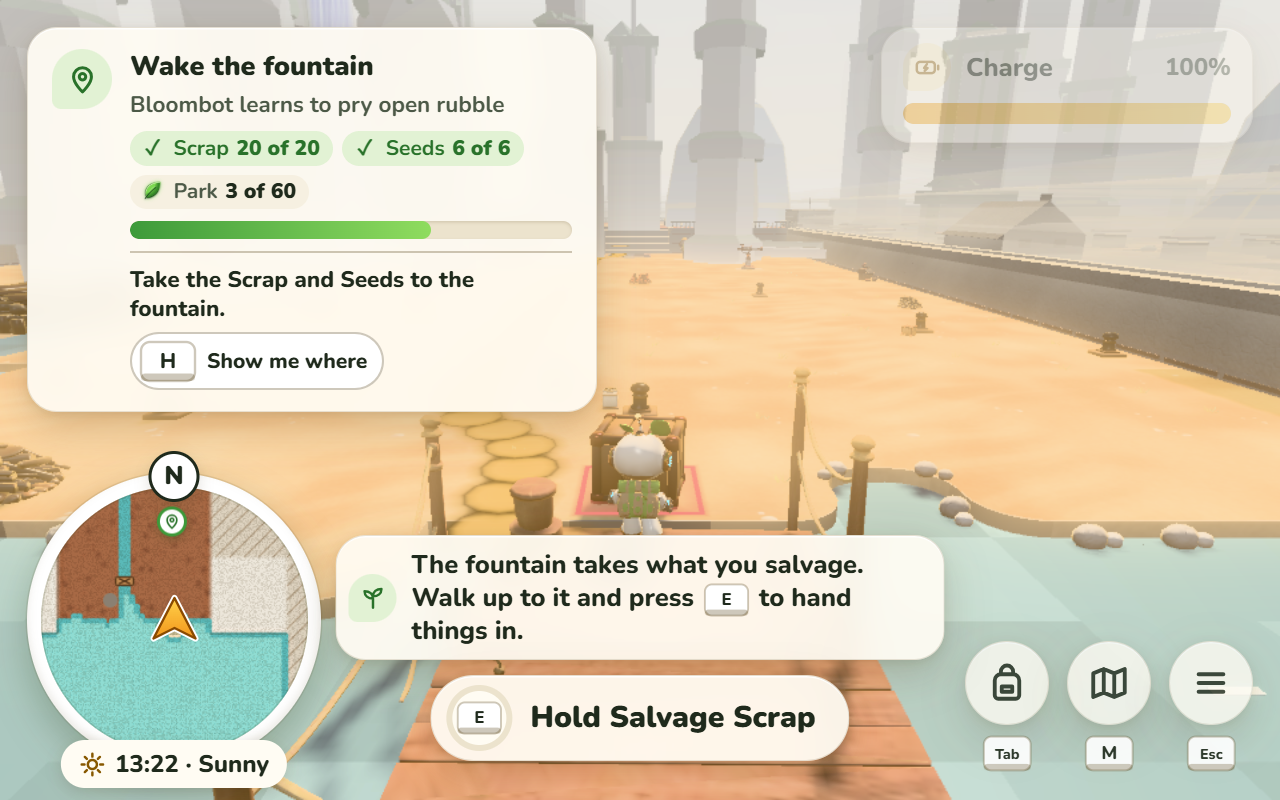 Wake the fountain
Bloombot learns to pry open rubble
Scrap 20 of 20
Seeds 6 of 6
Park 3 of 60
Take the Scrap and Seeds to the
fountain.
H Show me where
Charge 100%
N
13:22 · Sunny
The fountain takes what you salvage.
Walk up to it and press E to hand
things in.
E Hold Salvage Scrap
Tab
M
Esc